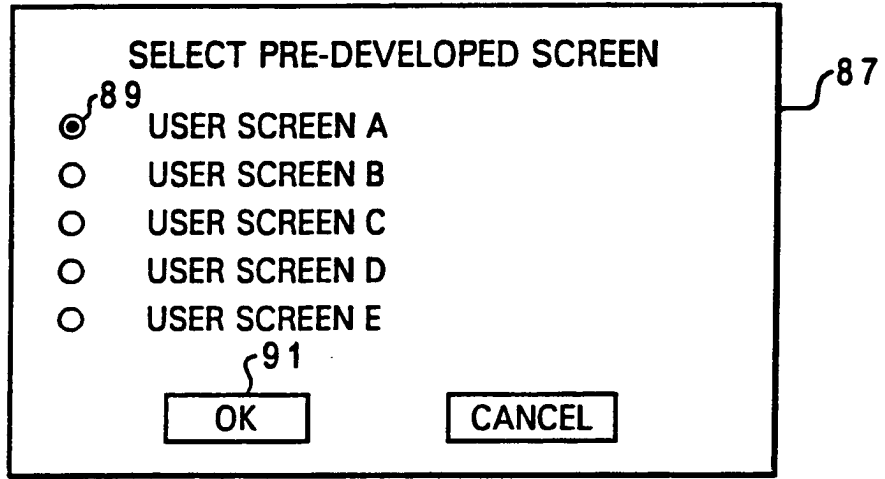 SELECT PRE-DEVELOPED SCREEN
87
89
USER SCREEN A
USER SCREEN B
USER SCREEN C
USER SCREEN D
USER SCREEN E
91
OK CANCEL